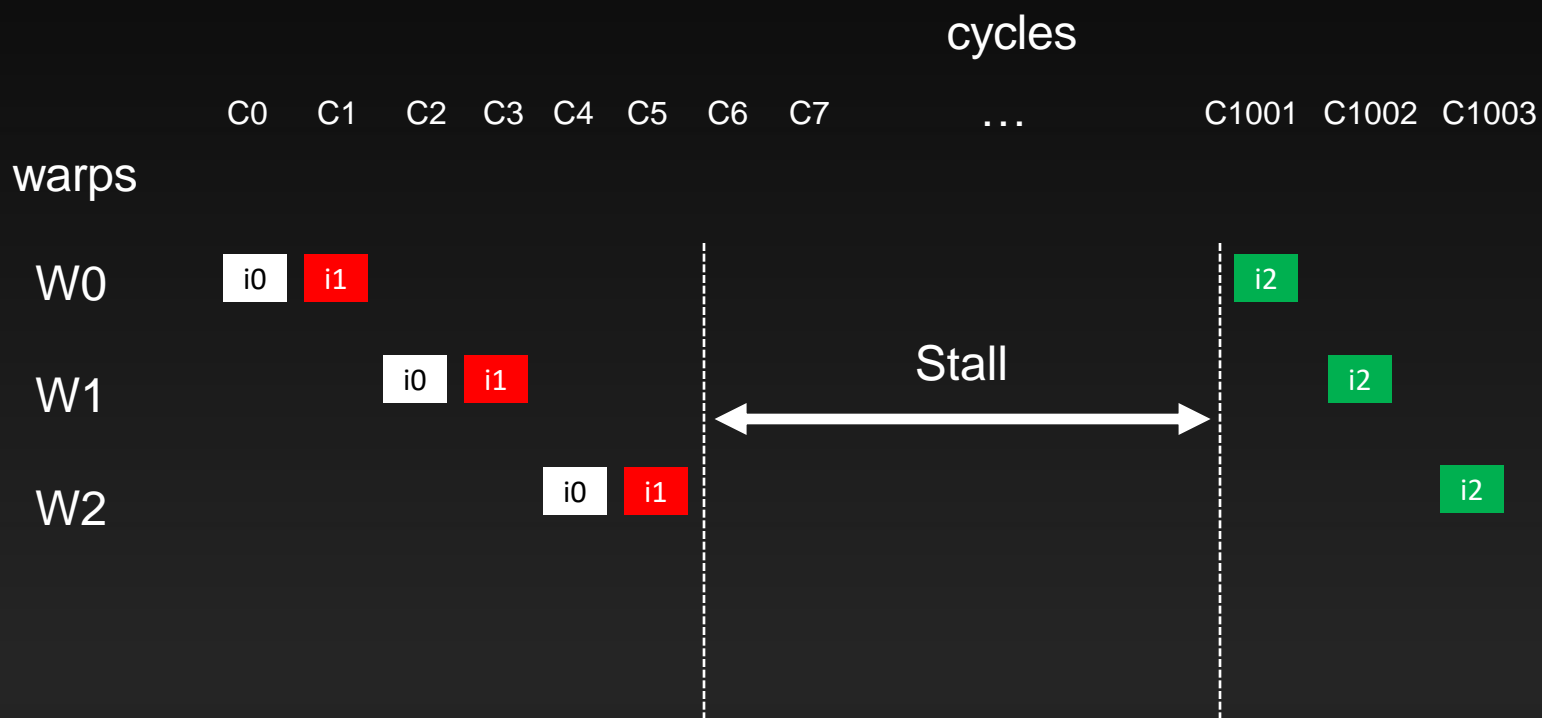 cycles
C0 C1 C2 C3 C4 C5 C6 C7 ... C1001 C1002 C1003
warps
W0 i0 i1 i2
W1 i0 i1 Stall i2
W2 i0 i1 i2